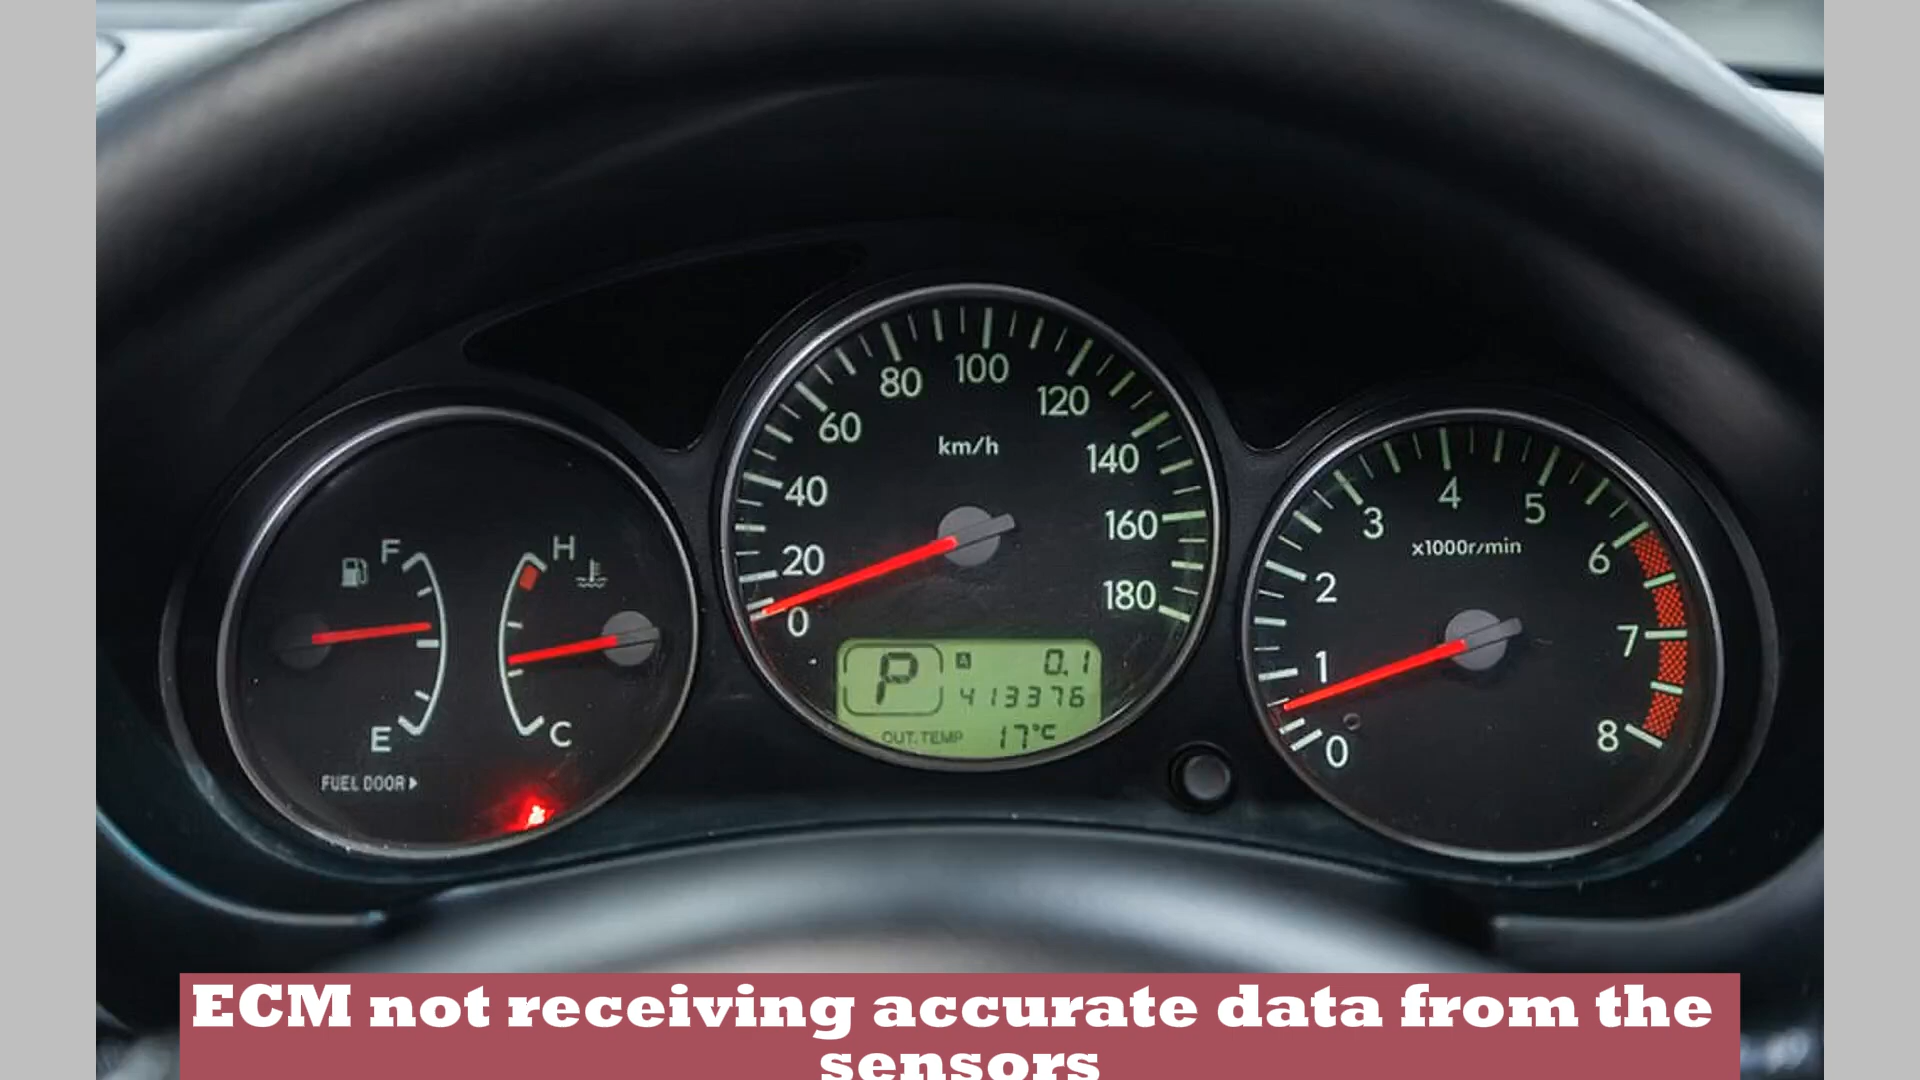 80
100
120
60
km/h
140
40
160
20
180
0
F
H
E
C
FUEL DOOR
P
A
0.1
413376
OUT.TEMP
17°C
4
5
3
x1000r/min
6
2
7
1
8
0
ECM not receiving accurate data from the
sensors